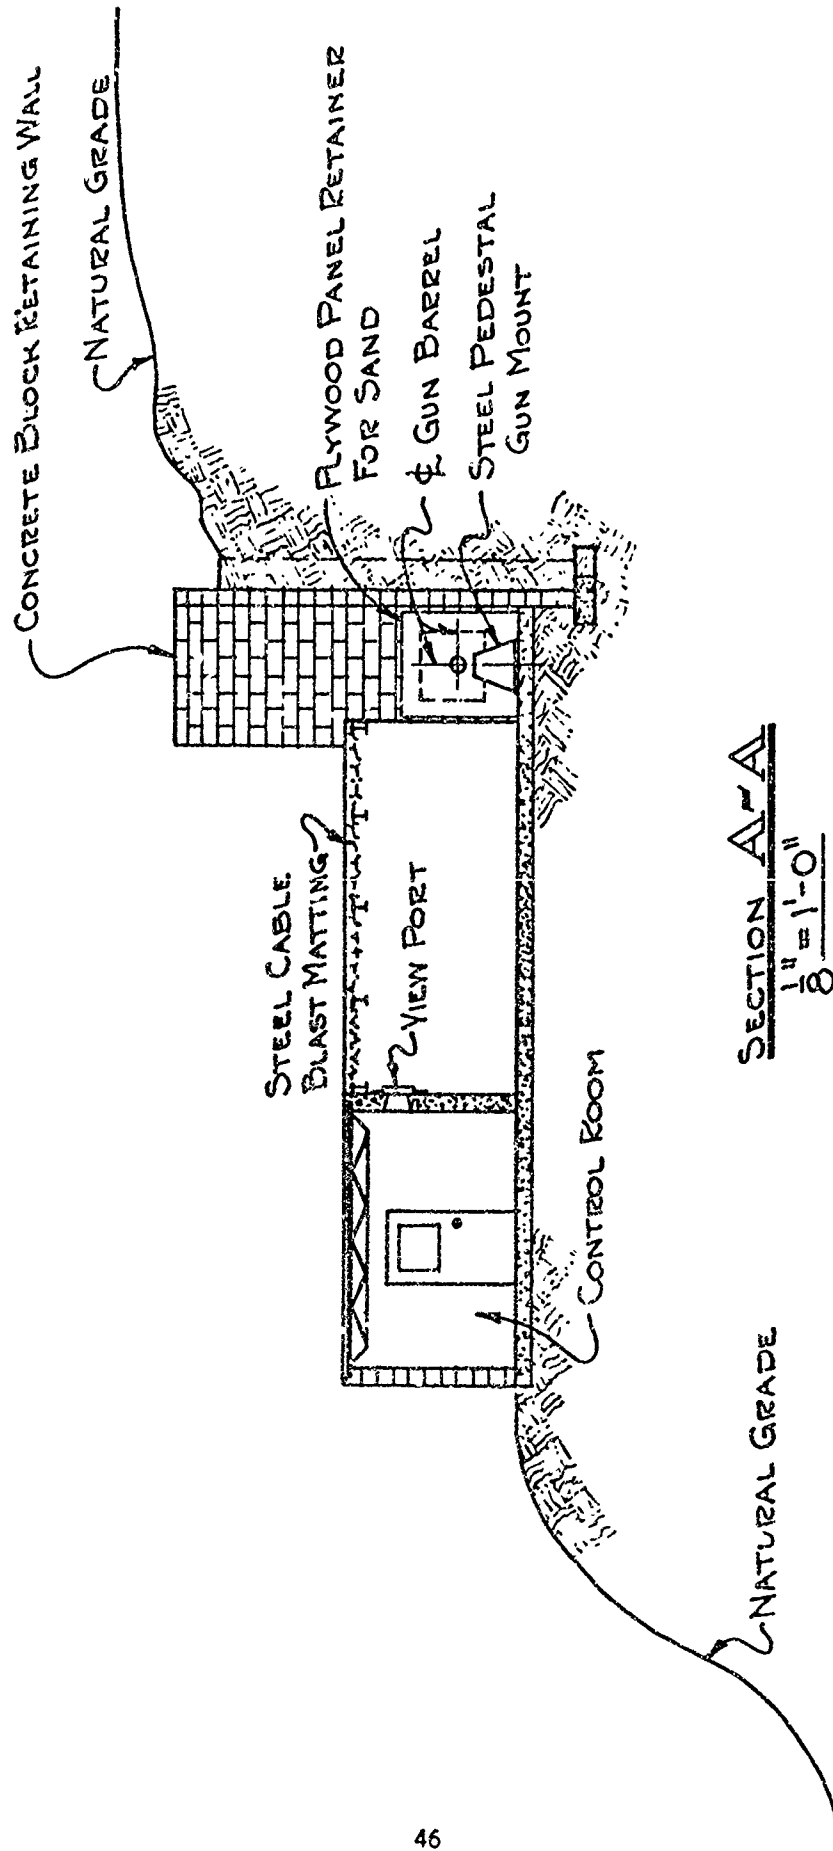 CONCRETE BLOCK RETAINING WALL
NATURAL GRADE
PLYWOOD PANEL RETAINER
FOR SAND
℄ GUN BARREL
STEEL PEDESTAL
GUN MOUNT
STEEL CABLE
BLAST MATTING
VIEW PORT
CONTROL ROOM
NATURAL GRADE
SECTION A-A
1/8" = 1'-0"
46